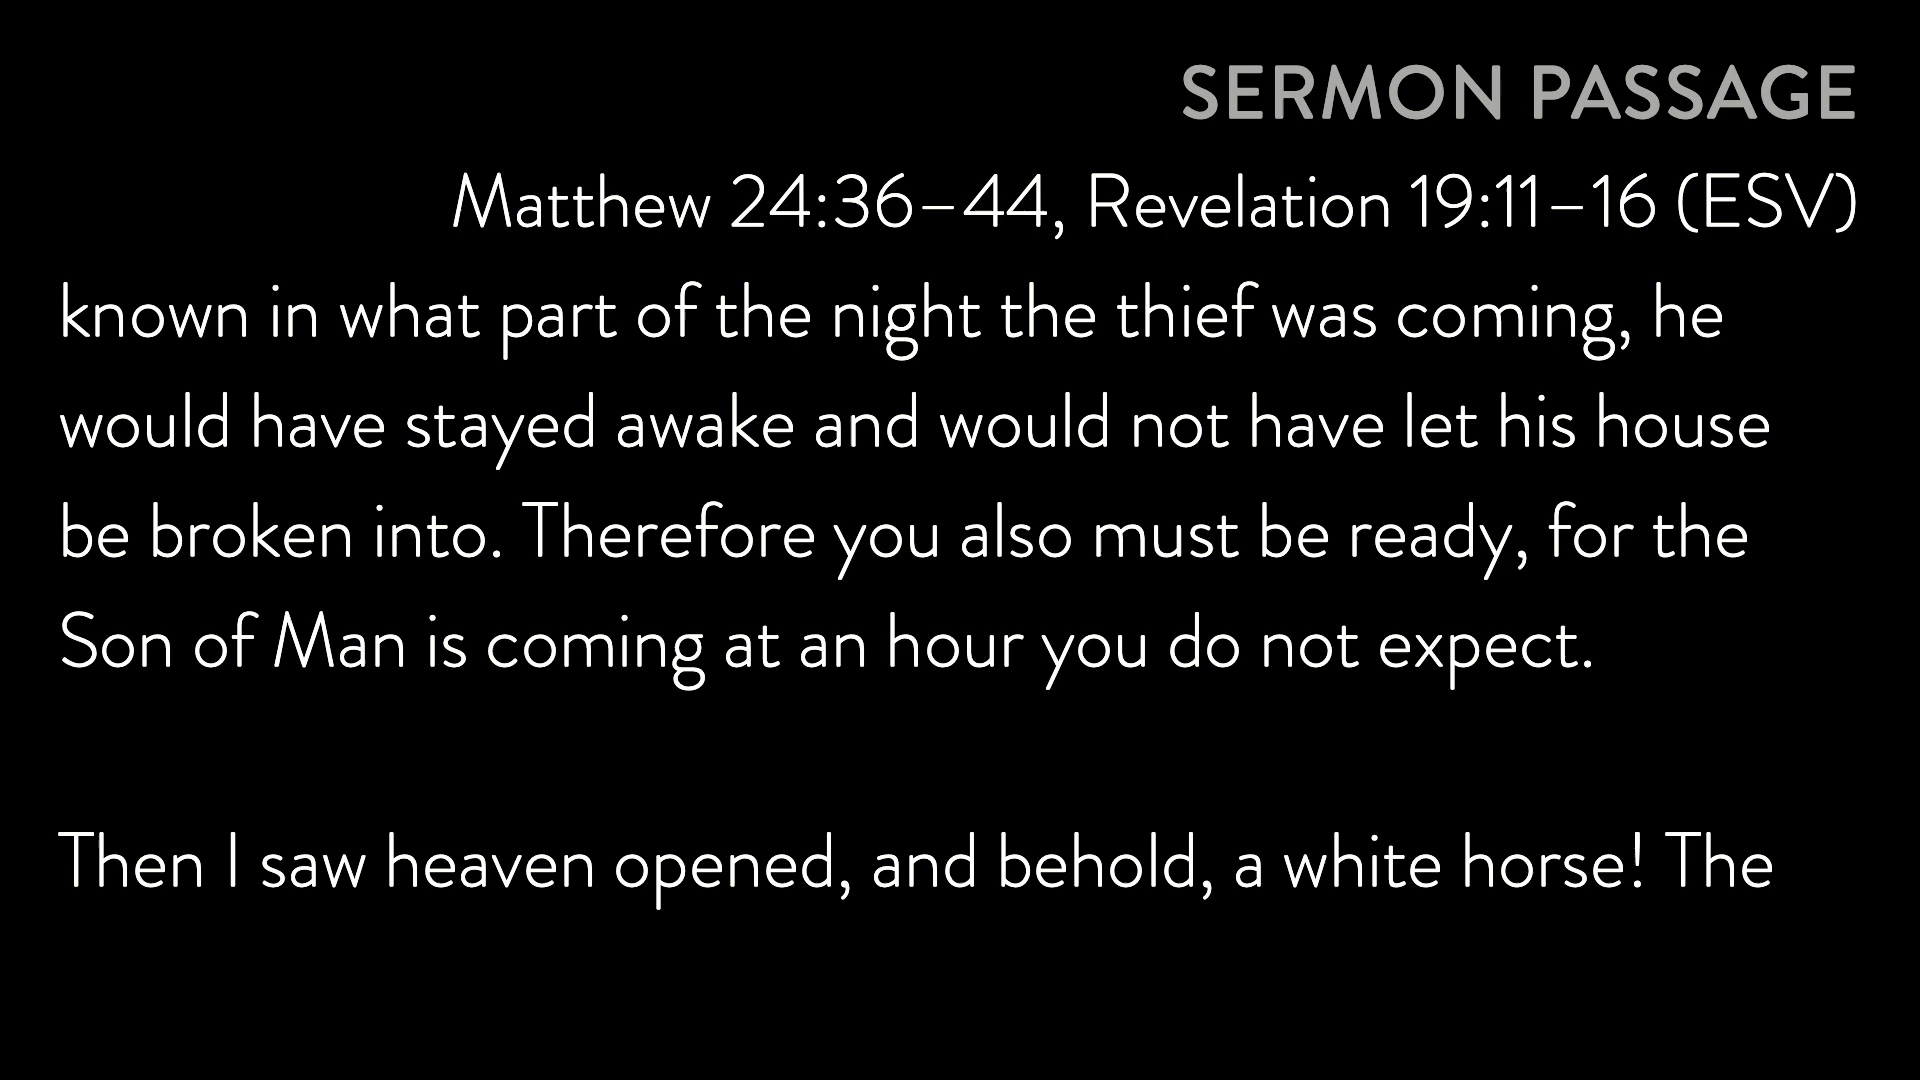 SERMON PASSAGE
Matthew 24:36–44, Revelation 19:11–16 (ESV)
known in what part of the night the thief was coming, he
would have stayed awake and would not have let his house
be broken into. Therefore you also must be ready, for the
Son of Man is coming at an hour you do not expect.
Then I saw heaven opened, and behold, a white horse! The